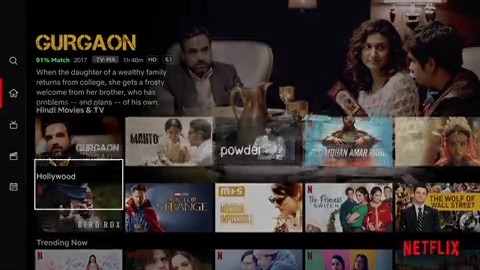 GURGAON
91% Match 2017 TV-MA 1h 40m HD 5.1
When the daughter of a wealthy family
returns from college, she gets a frosty
welcome from her brother, who has
problems -- and plans -- of his own.
Hindi Movies & TV
GURGAON
MANTO
powder
MOHAN AMAR RAHE
Hollywood
BIRD BOX
DOCTOR STRANGE
M:I-5
MISSION IMPOSSIBLE
The Princess
SWITCH
THE WOLF OF
WALL STREET
Trending Now
NETFLIX